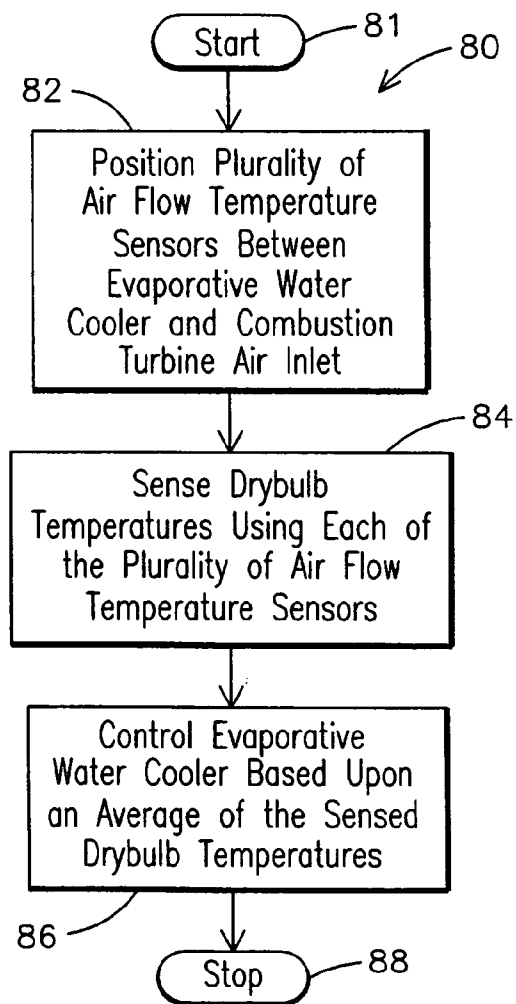 Start
81
80
82
Position Plurality of
Air Flow Temperature
Sensors Between
Evaporative Water
Cooler and Combustion
Turbine Air Inlet
84
Sense Drybulb
Temperatures Using Each of
the Plurality of Air Flow
Temperature Sensors
Control Evaporative
Water Cooler Based Upon
an Average of the Sensed
Drybulb Temperatures
86
Stop
88